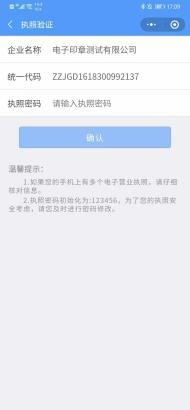 17:09
执照验证
企业名称 电子印章测试有限公司
统一代码 ZZJGD1618300992137
执照密码 请输入执照密码
确认
温馨提示：
1.如果您的手机上有多个电子营业执照，请仔细
核对信息。
2.执照密码初始化为:123456，为了您的执照安
全考虑，请您及时进行密码修改。